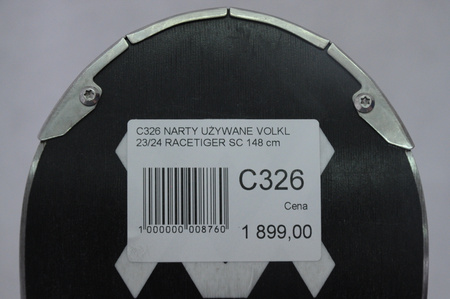 C326 NARTY UŻYWANE VOLKL
23/24 RACETIGER SC 148 cm
C326
Cena
1 000000 008760
1 899,00